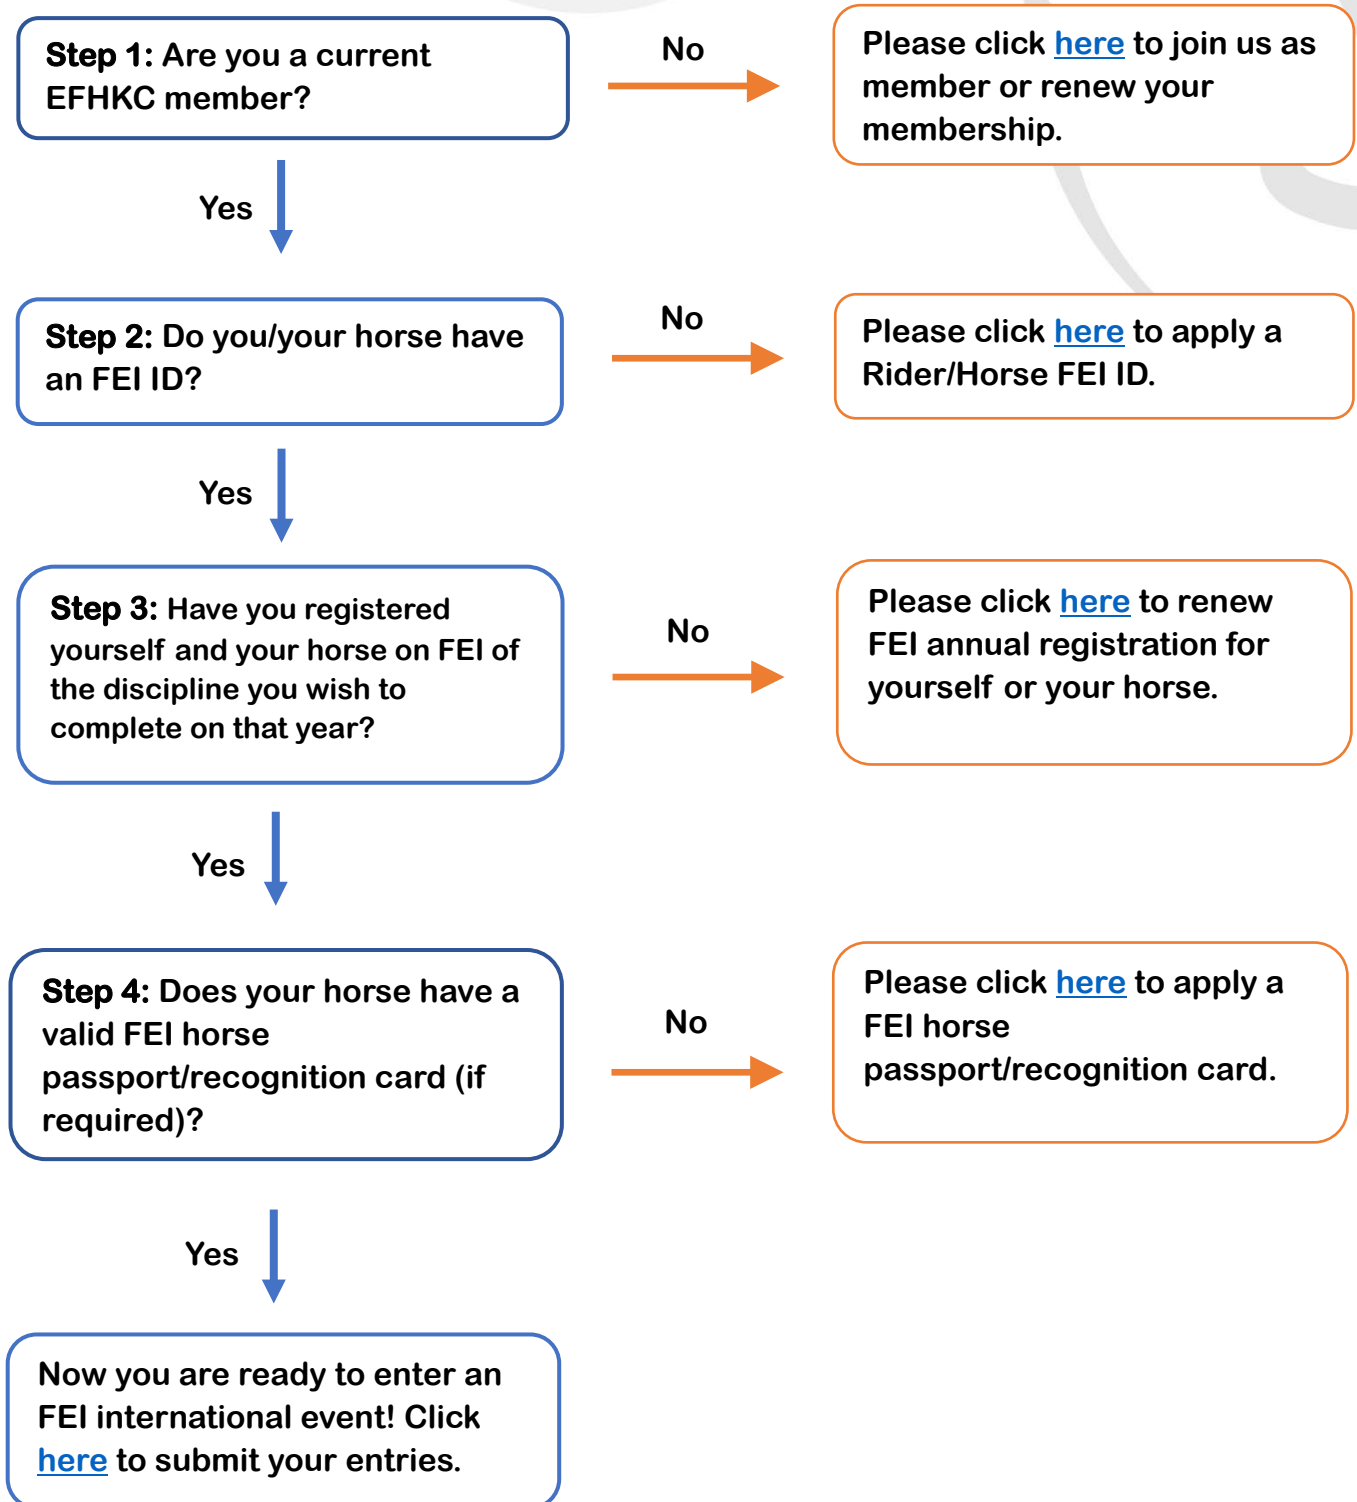 Step 1: Are you a current
EFHKC member?
No
Please click here to join us as
member or renew your
membership.
Yes
Step 2: Do you/your horse have
an FEI ID?
No
Please click here to apply a
Rider/Horse FEI ID.
Yes
Step 3: Have you registered
yourself and your horse on FEI of
the discipline you wish to
complete on that year?
No
Please click here to renew
FEI annual registration for
yourself or your horse.
Yes
Step 4: Does your horse have a
valid FEI horse
passport/recognition card (if
required)?
No
Please click here to apply a
FEI horse
passport/recognition card.
Yes
Now you are ready to enter an
FEI international event! Click
here to submit your entries.